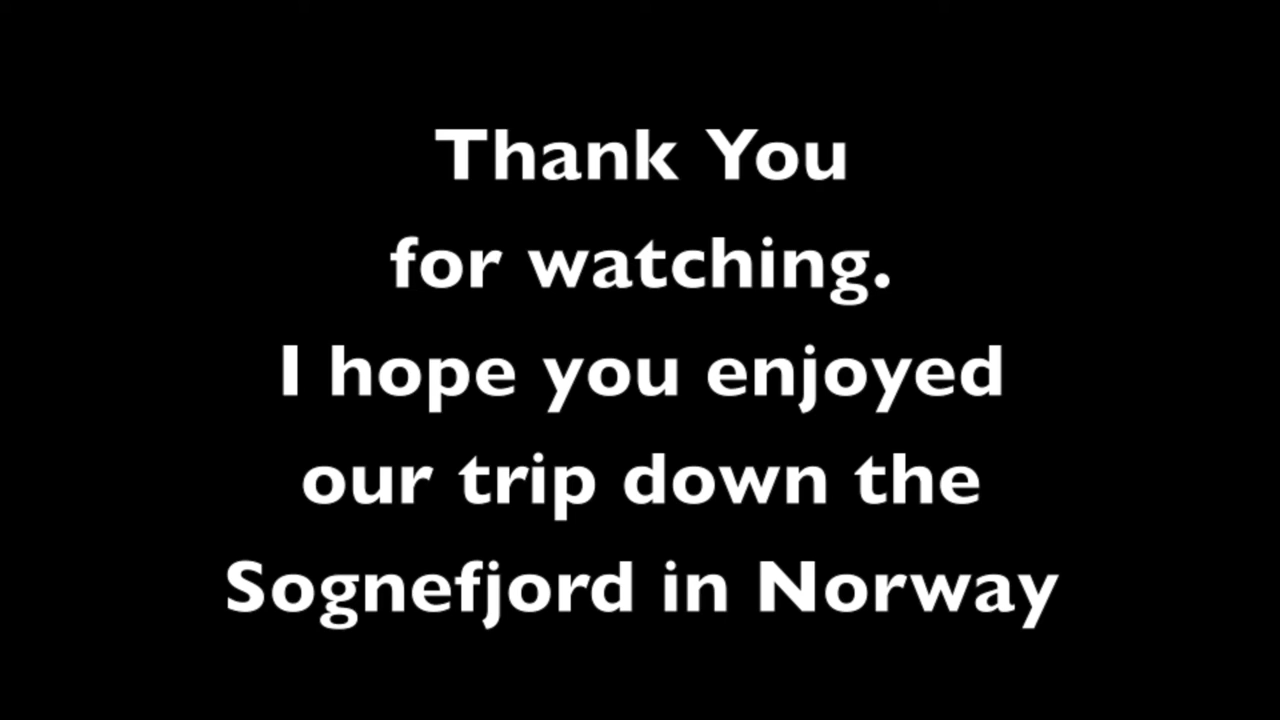 Thank You
for watching.
I hope you enjoyed
our trip down the
Sognefjord in Norway